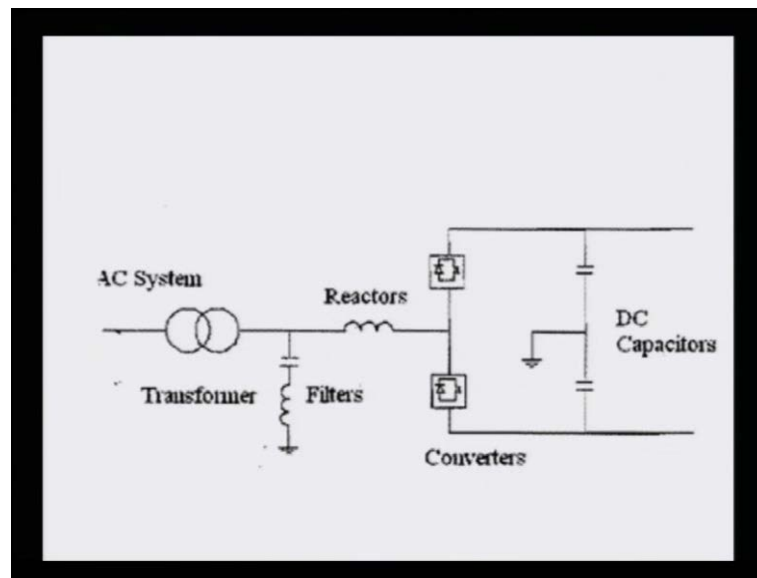 AC System
Reactors
DC
Capacitors
Transformer
Filters
Converters